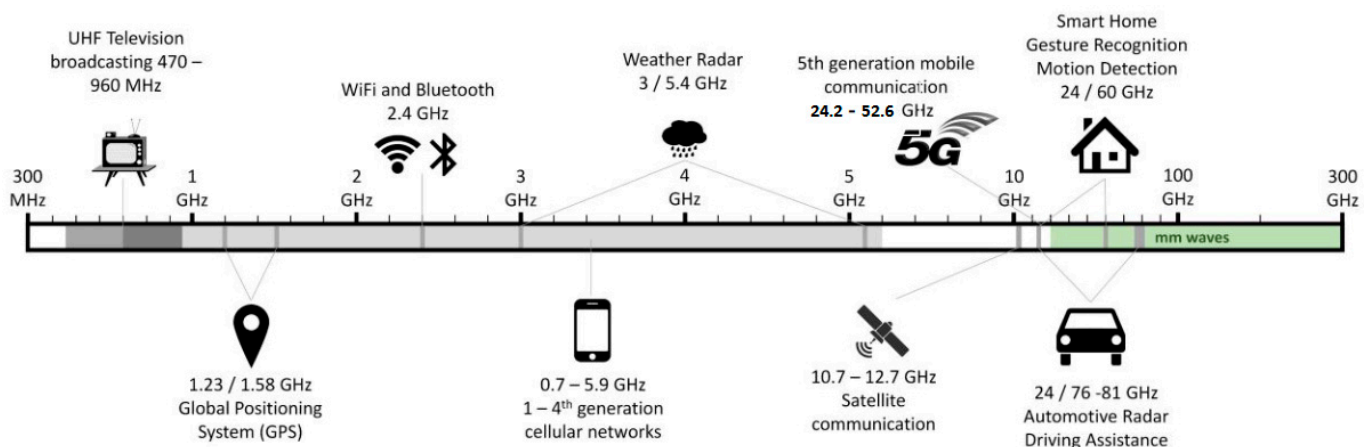 UHF Television
broadcasting 470 –
960 MHz
WiFi and Bluetooth
2.4 GHz
Weather Radar
3 / 5.4 GHz
5th generation mobile
communication
24.2 – 52.6 GHz
5G
Smart Home
Gesture Recognition
Motion Detection
24 / 60 GHz
300
MHz
1
GHz
2
GHz
3
GHz
4
GHz
5
GHz
10
GHz
100
GHz
300
GHz
mm waves
1.23 / 1.58 GHz
Global Positioning
System (GPS)
0.7 – 5.9 GHz
1 – 4th generation
cellular networks
10.7 – 12.7 GHz
Satellite
communication
24 / 76 -81 GHz
Automotive Radar
Driving Assistance